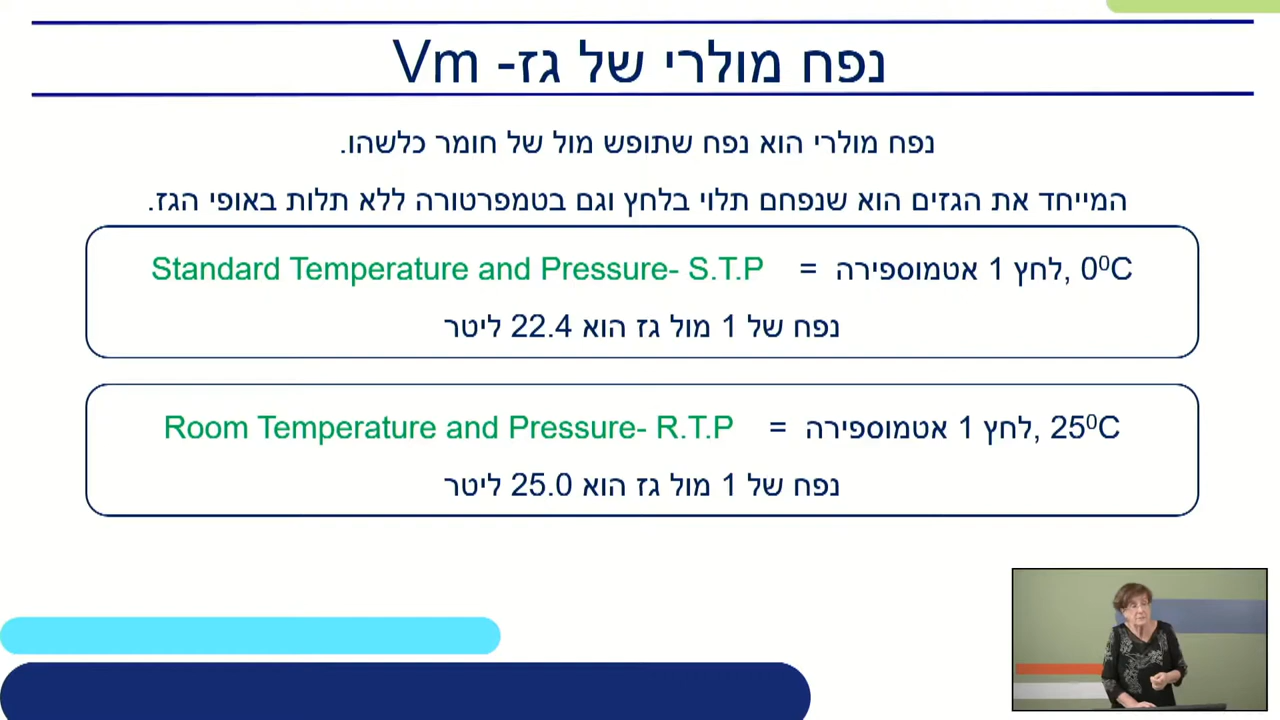 נפח מולרי של גז- Vm
נפח מולרי הוא נפח שתופש מול של חומר כלשהו.
המייחד את הגזים הוא שנפחם תלוי בלחץ וגם בטמפרטורה ללא תלות באופי הגז.
Standard Temperature and Pressure- S.T.P = לחץ 1 אטמוספירה, 0⁰C
נפח של 1 מול גז הוא 22.4 ליטר
Room Temperature and Pressure- R.T.P = לחץ 1 אטמוספירה, 25⁰C
נפח של 1 מול גז הוא 25.0 ליטר